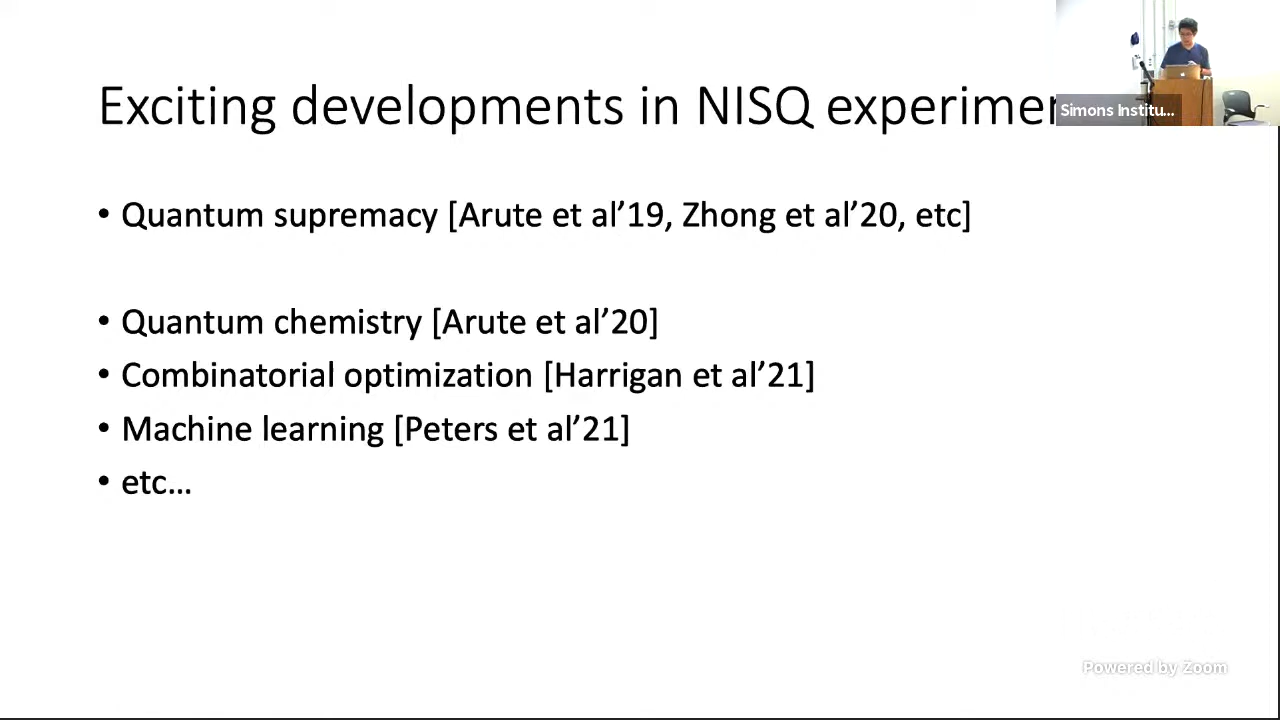 Exciting developments in NISQ experimen
Simons Institu...
• Quantum supremacy [Arute et al’19, Zhong et al’20, etc]
• Quantum chemistry [Arute et al’20]
• Combinatorial optimization [Harrigan et al’21]
• Machine learning [Peters et al’21]
• etc…
Powered by Zoom